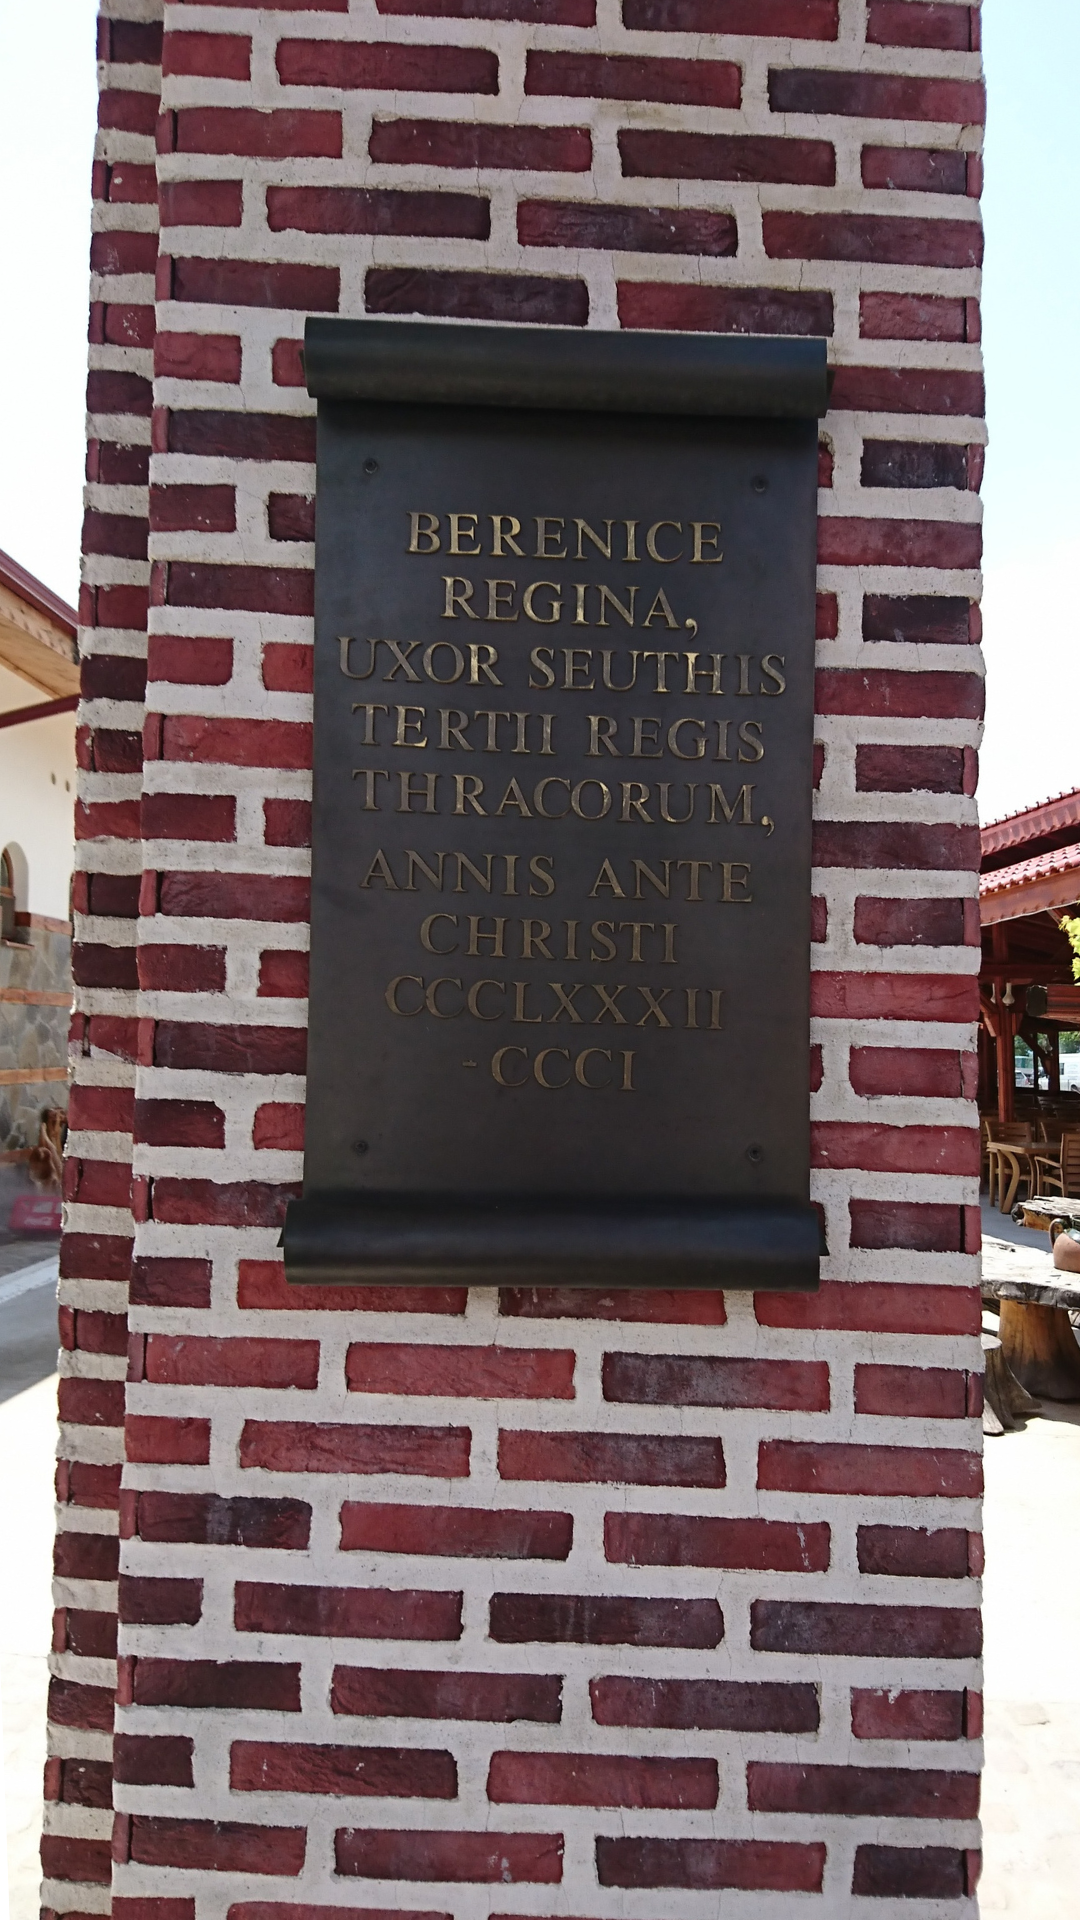 BERENICE
REGINA,
UXOR SEUTHIS
TERTII REGIS
THRACORUM,
ANNIS ANTE
CHRISTI
CCCLXXXII
- CCCI